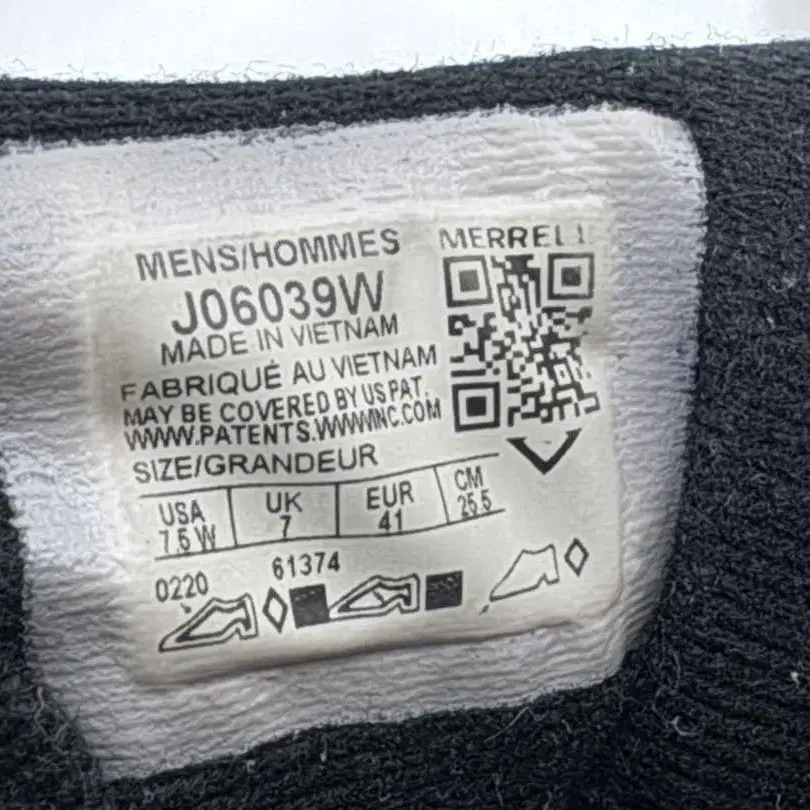 MENS/HOMMES
J06039W
MADE IN VIETNAM
FABRIQUÉ AU VIETNAM
MAY BE COVERED BY US PAT.
WWW.PATENTS.WWWINC.COM
SIZE/GRANDEUR
USA UK EUR CM
7.5 W 7 41 25.5
0220 61374
MERRELL